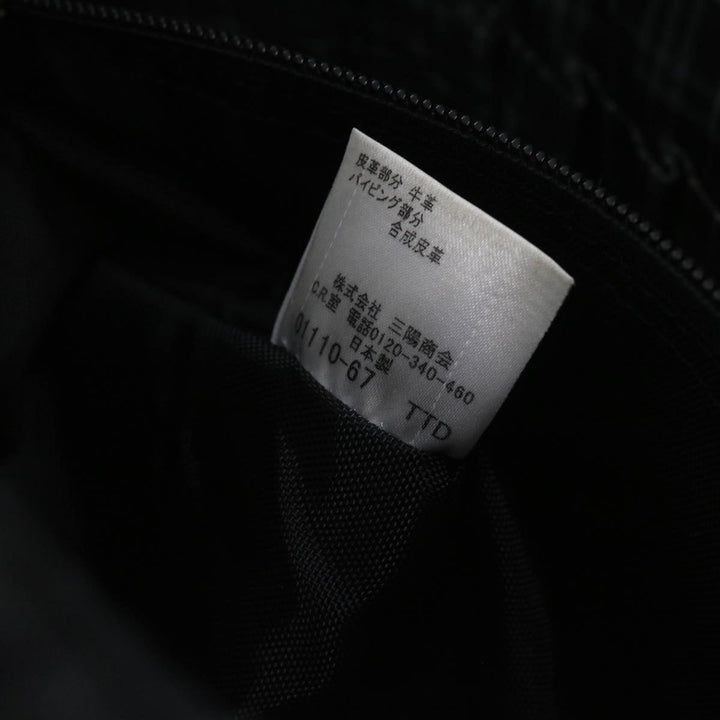 皮革部分 牛革
パイピング部分
合成皮革
株式会社 三陽商会
C.R.室 電話0120-340-460
日本製
01110-67 TTD